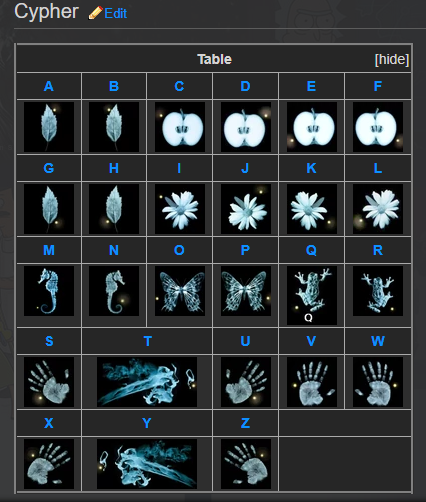 Cypher Edit
Table [hide]
A B C D E F
G H I J K L
M N O P Q R
Q
S T U V W
X Y Z